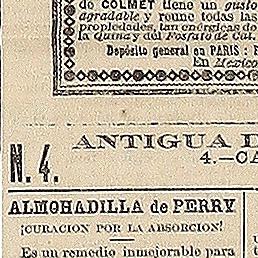 de COLMET tiene un gusto
agradable y reune todas las
propiedades, tan enérgicas de
la Quina y del Fosfato de Cal.
Depósito general en PARIS :
En Mexico
ANTIGUA
N. 4.
4.—CA
ALMOHADILLA de PERRY
¡CURACION POR LA ABSORCION!
Es un remedio inmejorable para